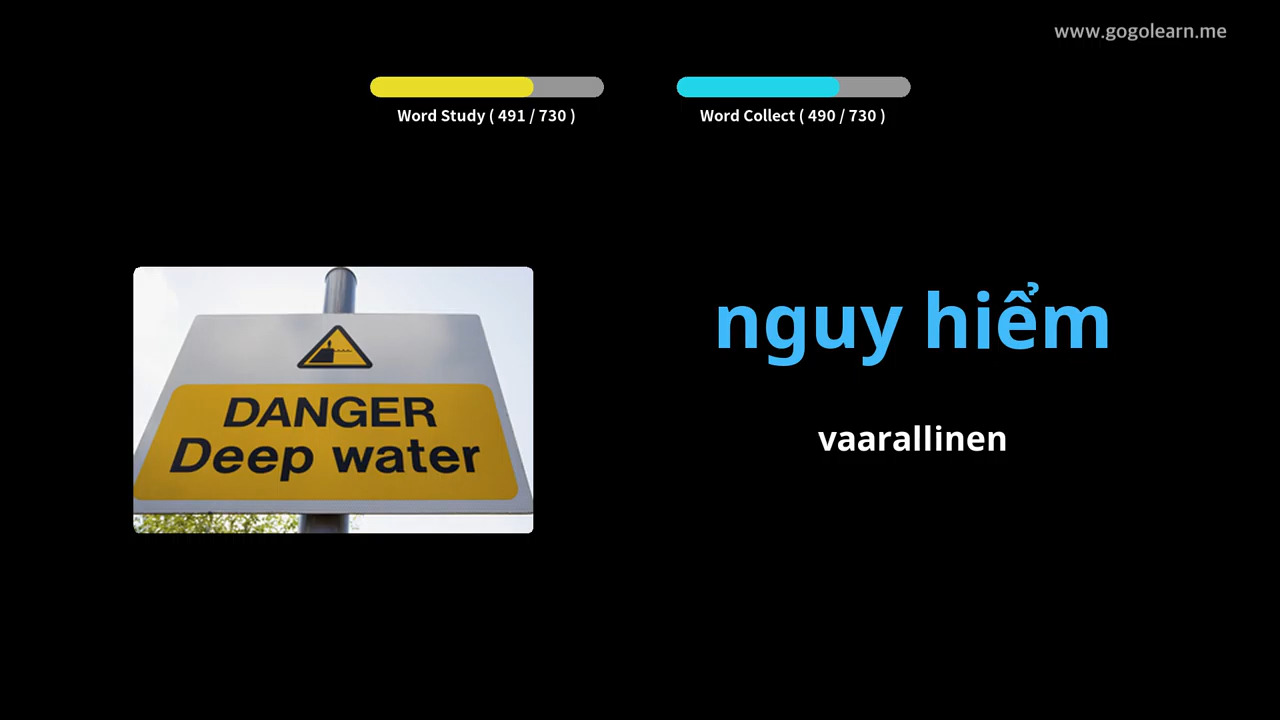 www.gogolearn.me
Word Study ( 491 / 730 )
Word Collect ( 490 / 730 )
DANGER
Deep water
nguy hiểm
vaarallinen